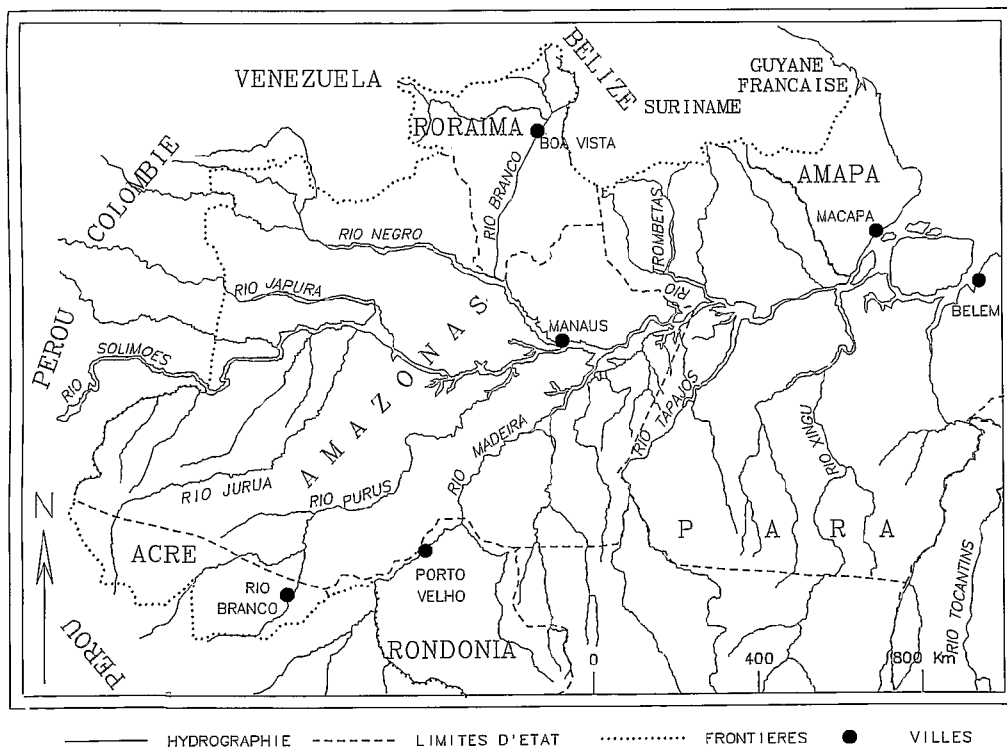 VENEZUELA
BELIZE
GUYANE
FRANCAISE
SURINAME
RORAIMA
BOA VISTA
COLOMBIE
RIO BRANCO
AMAPA
MACAPA
RIO NEGRO
TROMBETAS
RIO
RIO JAPURA
BELEM
MANAUS
PEROU
SOLIMOES
RIO
AMAZONAS
RIO TAPAJOS
RIO MADEIRA
RIO XINGU
RIO JURUA
RIO PURUS
N
PARA
ACRE
RIO
BRANCO
PORTO
VELHO
RIO TOCANTINS
PEROU
RONDONIA
0 400 800 Km
HYDROGRAPHIE LIMITES D'ETAT FRONTIERES VILLES